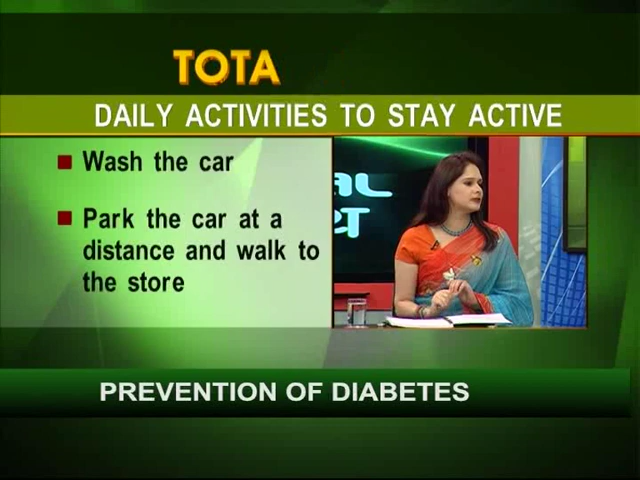 TOTA
DAILY ACTIVITIES TO STAY ACTIVE
Wash the car
Park the car at a
distance and walk to
the store
PREVENTION OF DIABETES